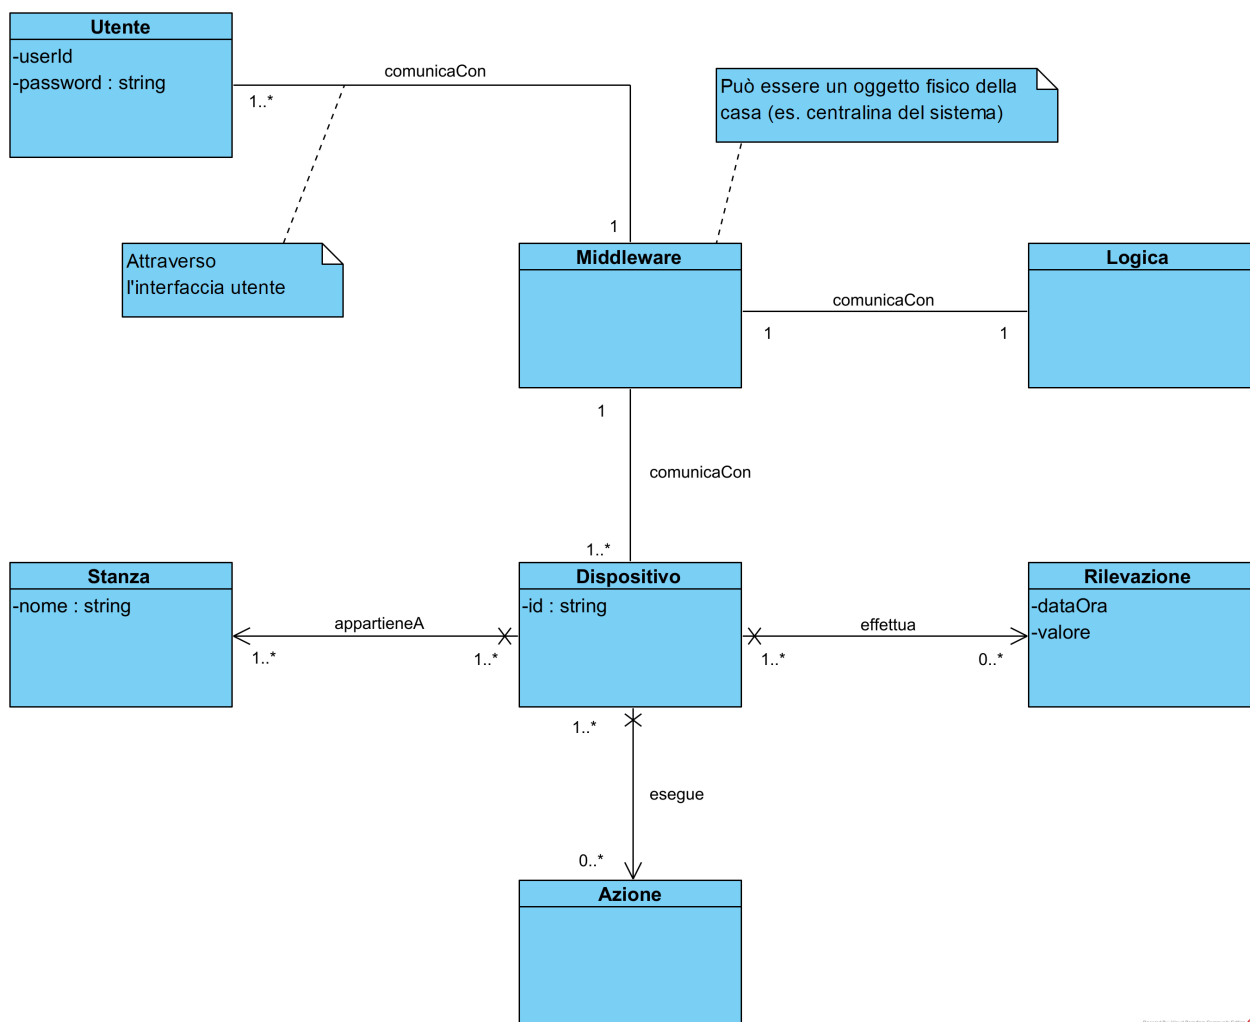 Utente
-userId
-password : string
comunicaCon
1..*
1
Può essere un oggetto fisico della
casa (es. centralina del sistema)
Attraverso
l'interfaccia utente
Middleware
Logica
comunicaCon
1
1
1
comunicaCon
1..*
Stanza
-nome : string
Dispositivo
-id : string
Rilevazione
-dataOra
-valore
appartieneA
1..*
1..*
effettua
1..*
0..*
1..*
esegue
0..*
Azione